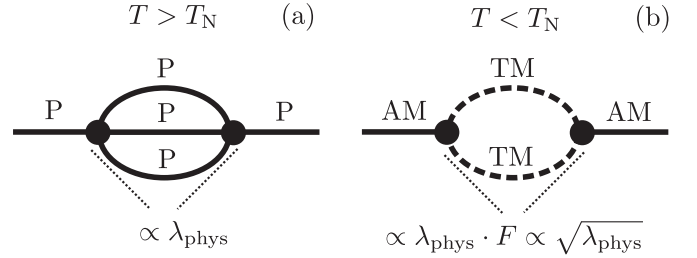 T > T_N (a)
P
P P P
P
∝ λ_phys
T < T_N (b)
TM
AM AM
TM
∝ λ_phys · F ∝ √λ_phys